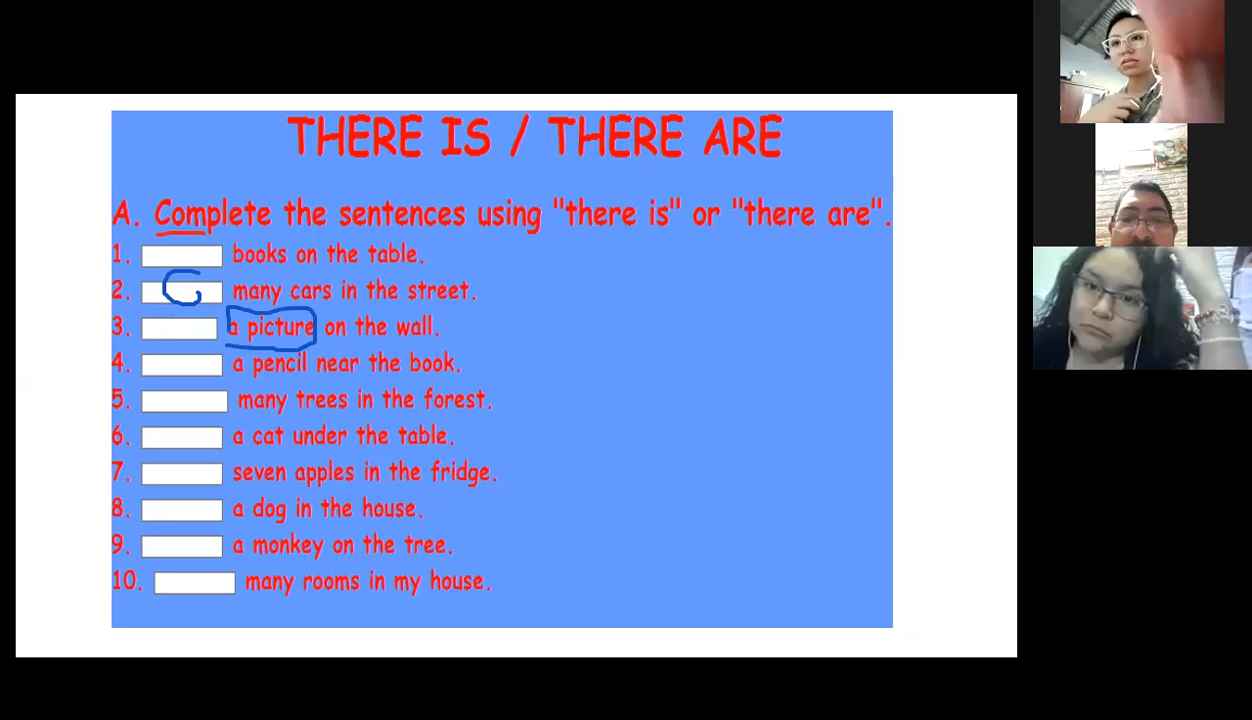 THERE IS / THERE ARE
A. Complete the sentences using "there is" or "there are".
1. books on the table.
2. many cars in the street.
3. a picture on the wall.
4. a pencil near the book.
5. many trees in the forest.
6. a cat under the table.
7. seven apples in the fridge.
8. a dog in the house.
9. a monkey on the tree.
10. many rooms in my house.